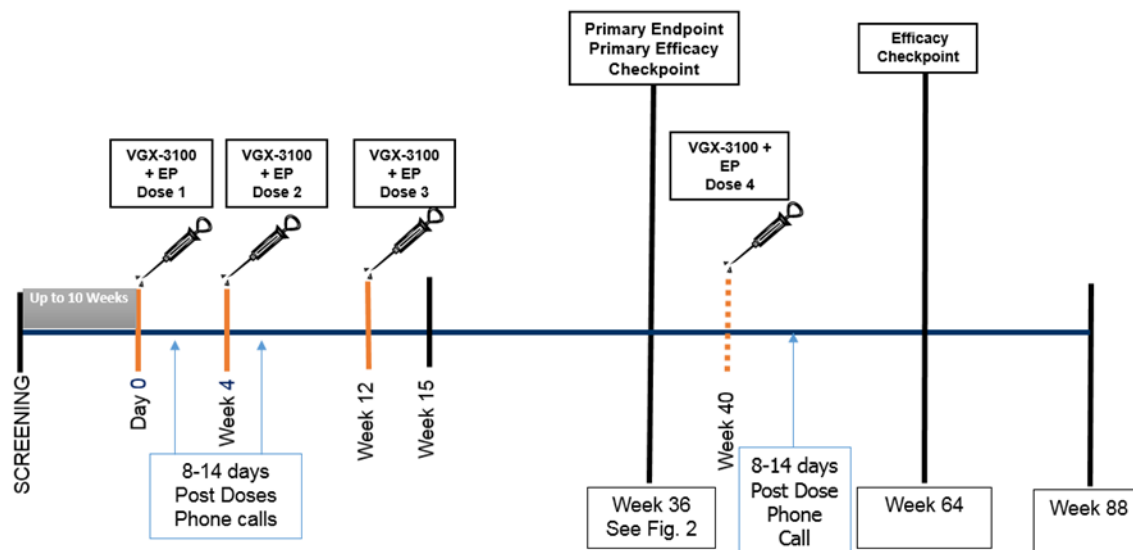 Primary Endpoint
Primary Efficacy
Checkpoint
Efficacy
Checkpoint
VGX-3100
+ EP
Dose 1
VGX-3100
+ EP
Dose 2
VGX-3100
+ EP
Dose 3
VGX-3100 +
EP
Dose 4
Up to 10 Weeks
SCREENING
Day 0
Week 4
Week 12
Week 15
Week 40
8-14 days
Post Doses
Phone calls
Week 36
See Fig. 2
8-14 days
Post Dose
Phone
Call
Week 64
Week 88